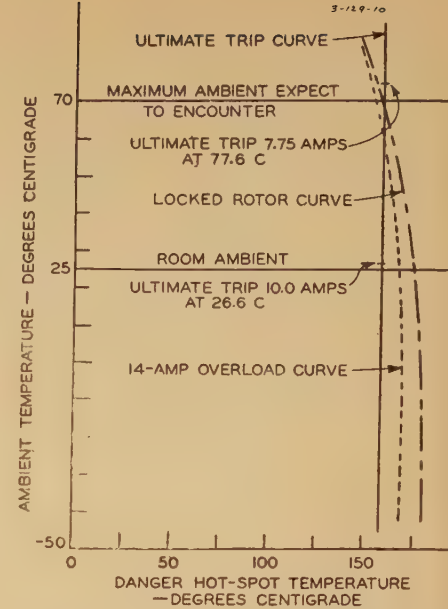 3-129-10
ULTIMATE TRIP CURVE
MAXIMUM AMBIENT EXPECT
TO ENCOUNTER
70
ULTIMATE TRIP 7.75 AMPS
AT 77.6 C
LOCKED ROTOR CURVE
ROOM AMBIENT
25
ULTIMATE TRIP 10.0 AMPS
AT 26.6 C
14-AMP OVERLOAD CURVE
-50
AMBIENT TEMPERATURE — DEGREES CENTIGRADE
0 50 100 150
DANGER HOT-SPOT TEMPERATURE
—DEGREES CENTIGRADE